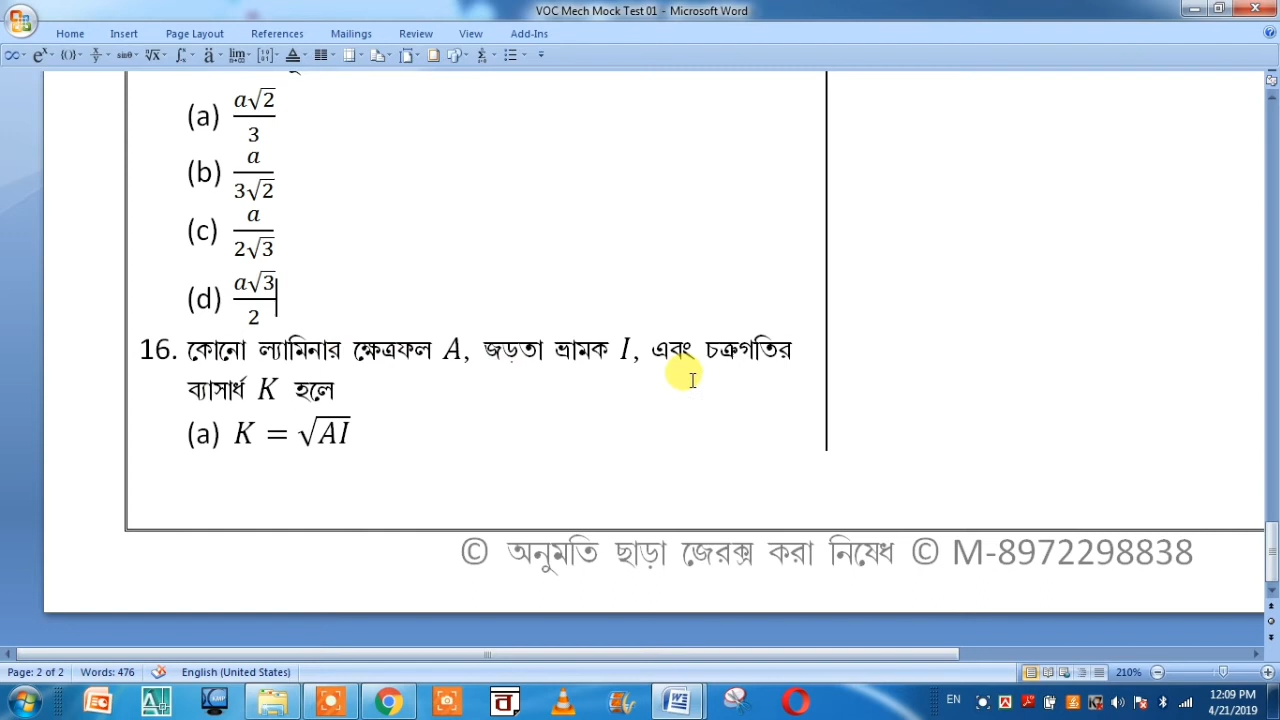 VOC Mech Mock Test 01 - Microsoft Word
Home Insert Page Layout References Mailings Review View Add-Ins
(a) a√2/3
(b) a/3√2
(c) a/2√3
(d) a√3/2
16. কোনো ল্যামিনার ক্ষেত্রফল A, জড়তা ভ্রামক I, এবং চক্রগতির
ব্যাসার্ধ K হলে
(a) K = √AI
© অনুমতি ছাড়া জেরক্স করা নিষেধ © M-8972298838
Page: 2 of 2 Words: 476 English (United States) 210%
EN 12:09 PM
4/21/2019